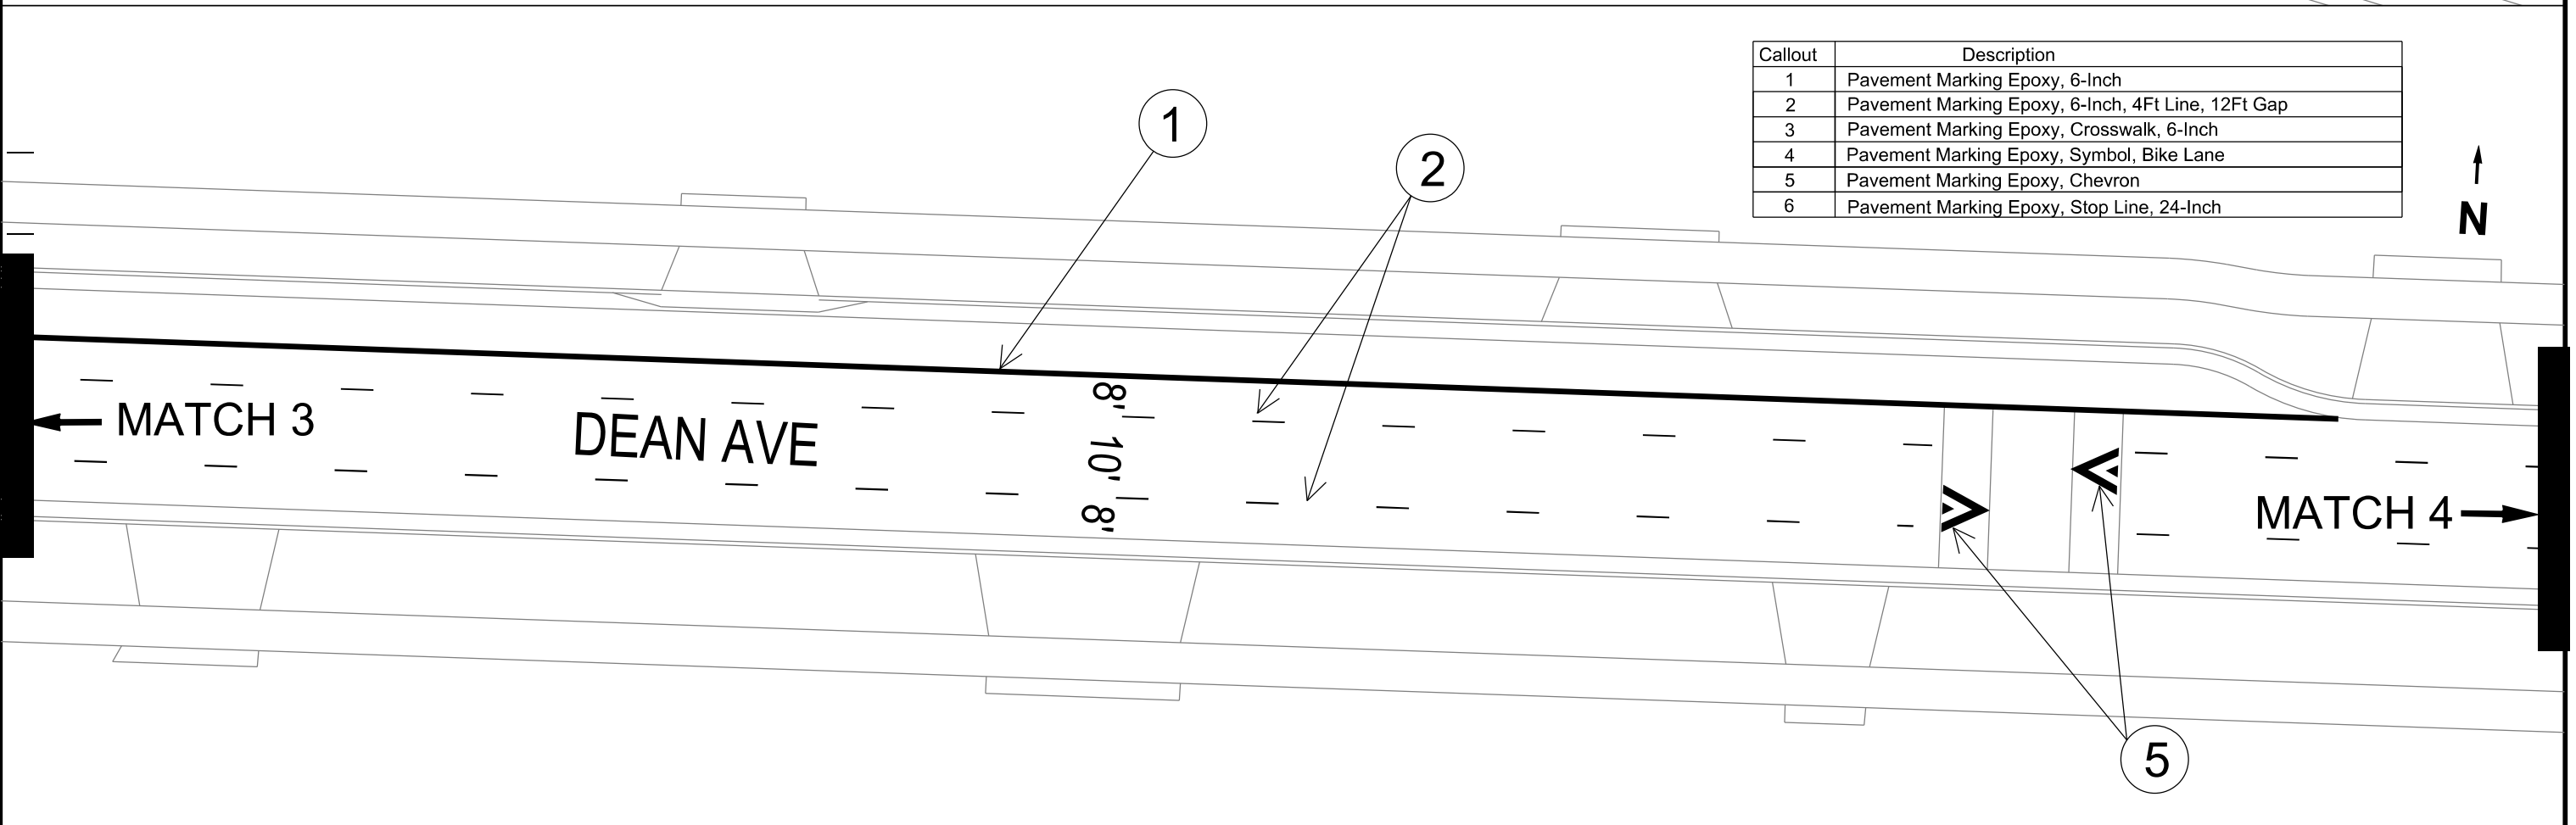 Callout Description
1 Pavement Marking Epoxy, 6-Inch
2 Pavement Marking Epoxy, 6-Inch, 4Ft Line, 12Ft Gap
3 Pavement Marking Epoxy, Crosswalk, 6-Inch
4 Pavement Marking Epoxy, Symbol, Bike Lane
5 Pavement Marking Epoxy, Chevron
6 Pavement Marking Epoxy, Stop Line, 24-Inch
1
2
N
MATCH 3
DEAN AVE
8'
10'
8'
MATCH 4
5